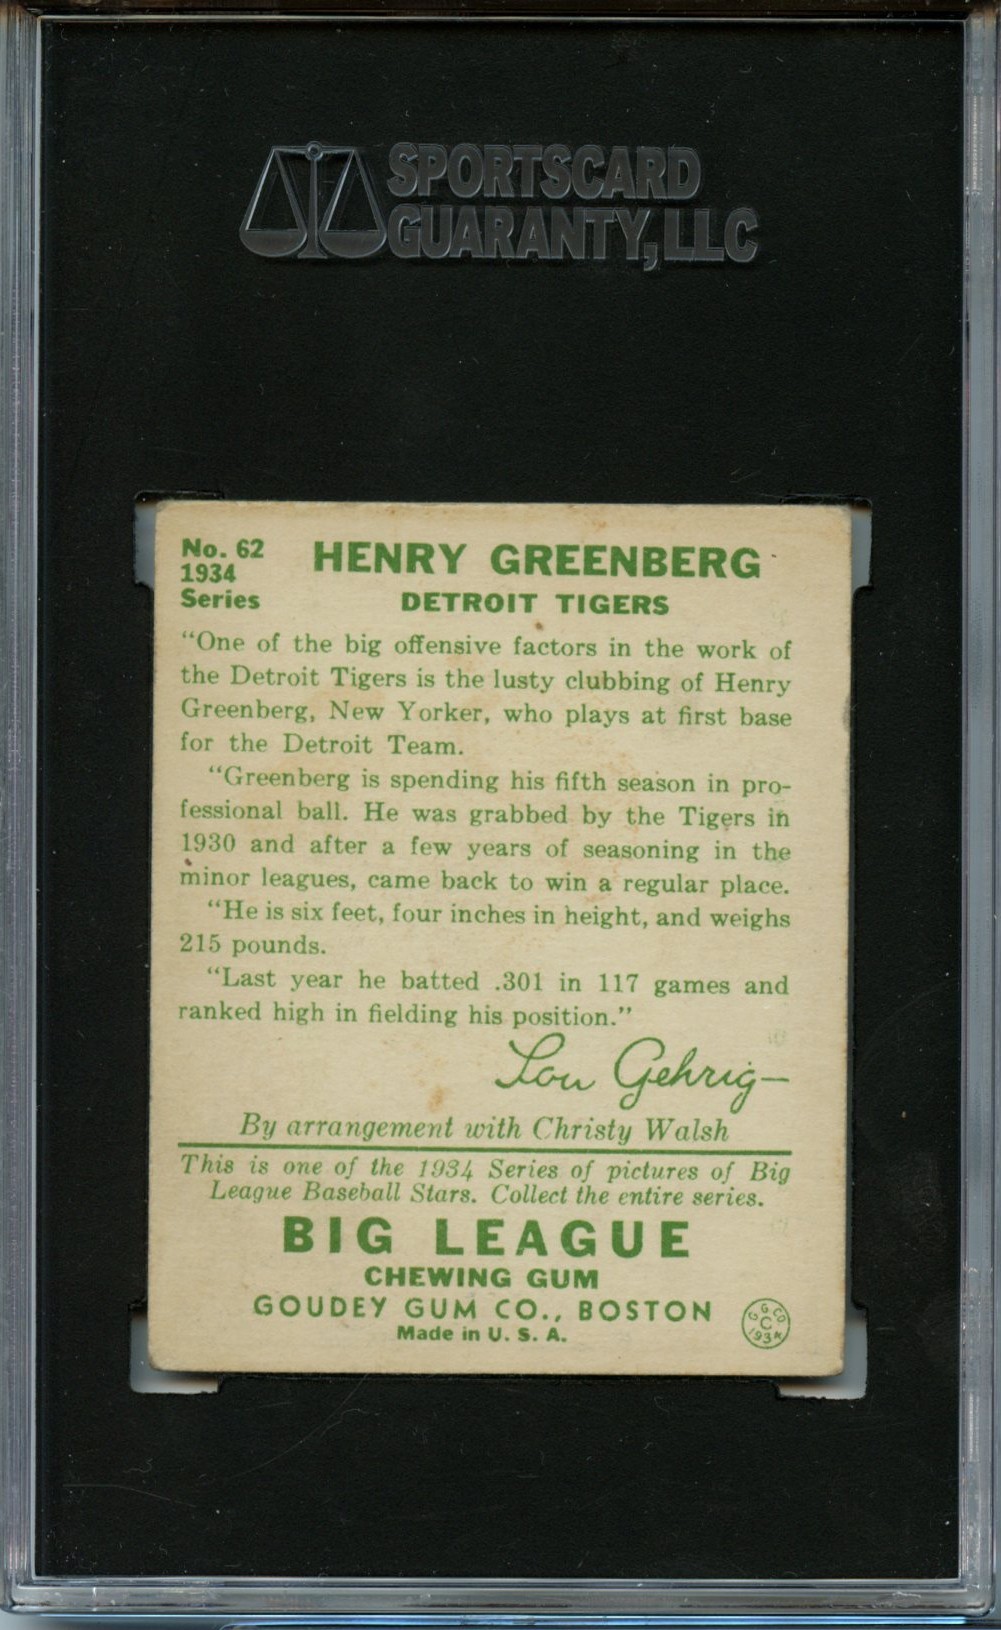 SPORTSCARD
GUARANTY, LLC
No. 62
1934
Series
HENRY GREENBERG
DETROIT TIGERS
“One of the big offensive factors in the work of
the Detroit Tigers is the lusty clubbing of Henry
Greenberg, New Yorker, who plays at first base
for the Detroit Team.
“Greenberg is spending his fifth season in pro-
fessional ball. He was grabbed by the Tigers in
1930 and after a few years of seasoning in the
minor leagues, came back to win a regular place.
“He is six feet, four inches in height, and weighs
215 pounds.
“Last year he batted .301 in 117 games and
ranked high in fielding his position.”
Lou Gehrig—
By arrangement with Christy Walsh
This is one of the 1934 Series of pictures of Big
League Baseball Stars. Collect the entire series.
BIG LEAGUE
CHEWING GUM
GOUDEY GUM CO., BOSTON
Made in U. S. A.
G G CO
C
1934